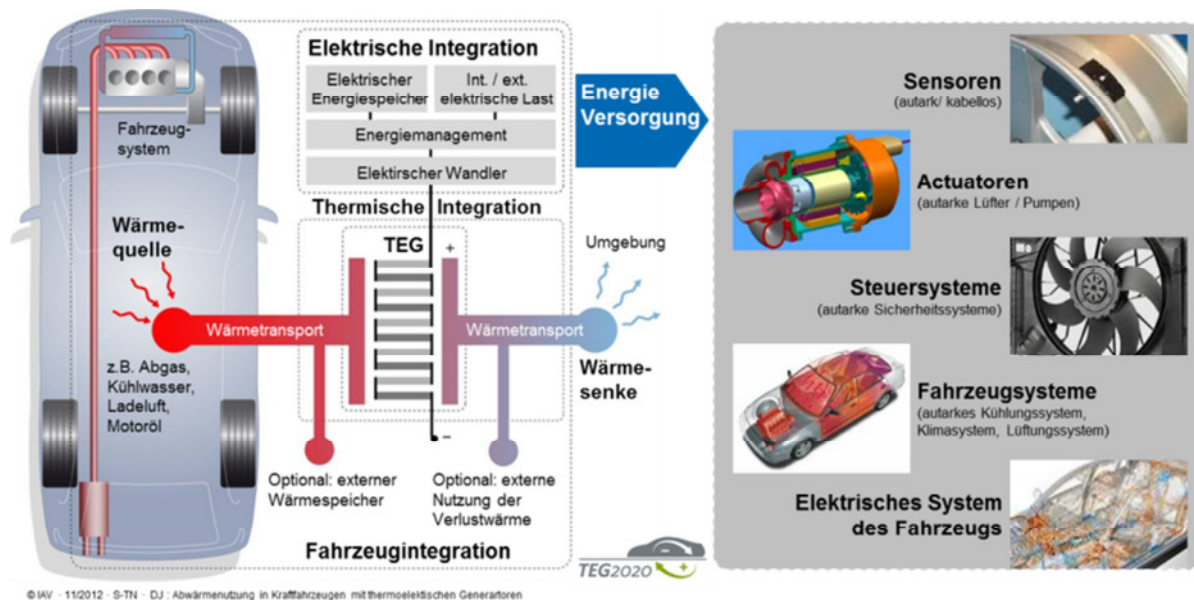 Elektrische Integration
Elektrischer
Energiespeicher
Int. / ext.
elektrische Last
Energiemanagement
Elektirscher Wandler
Fahrzeug-
system
Thermische Integration
TEG
+
Wärme-
quelle
Wärmetransport
Wärmetransport
Umgebung
z.B. Abgas,
Kühlwasser,
Ladeluft,
Motoröl
Wärme-
senke
–
Optional: externer
Wärmespeicher
Optional: externe
Nutzung der
Verlustwärme
Fahrzeugintegration
TEG2020
+
Energie
Versorgung
Sensoren
(autark/ kabellos)
Actuatoren
(autarke Lüfter / Pumpen)
Steuersysteme
(autarke Sicherheitssysteme)
Fahrzeugsysteme
(autarkes Kühlungssystem,
Klimasystem, Lüftungssystem)
Elektrisches System
des Fahrzeugs
© IAV · 11/2012 · S-TN · DJ : Abwärmenutzung in Kraftfahrzeugen mit thermoelektischen Generartoren